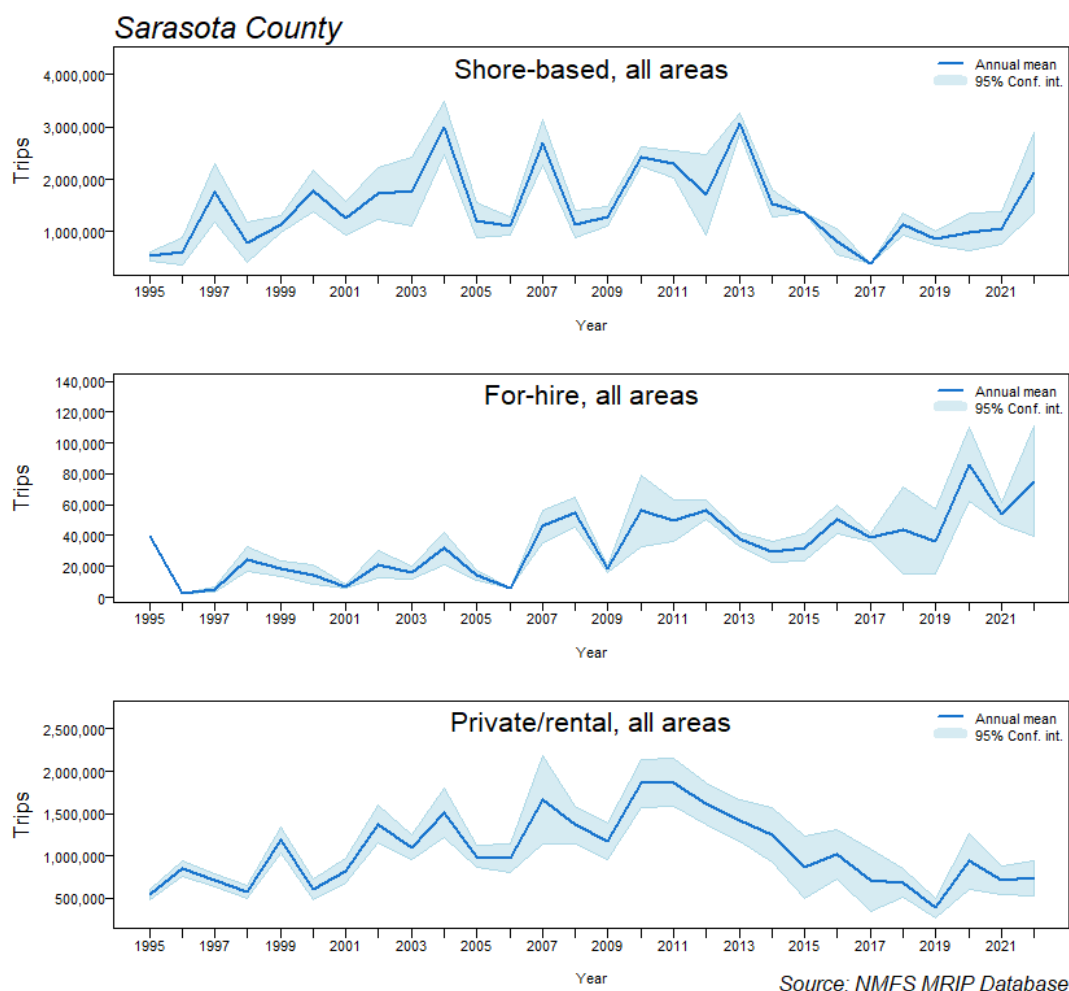 Sarasota County
Shore-based, all areas
Annual mean
95% Conf. int.
Trips
4,000,000
3,000,000
2,000,000
1,000,000
1995 1997 1999 2001 2003 2005 2007 2009 2011 2013 2015 2017 2019 2021
Year
For-hire, all areas
Annual mean
95% Conf. int.
Trips
140,000
120,000
100,000
80,000
60,000
40,000
20,000
0
1995 1997 1999 2001 2003 2005 2007 2009 2011 2013 2015 2017 2019 2021
Year
Private/rental, all areas
Annual mean
95% Conf. int.
Trips
2,500,000
2,000,000
1,500,000
1,000,000
500,000
1995 1997 1999 2001 2003 2005 2007 2009 2011 2013 2015 2017 2019 2021
Year
Source: NMFS MRIP Database